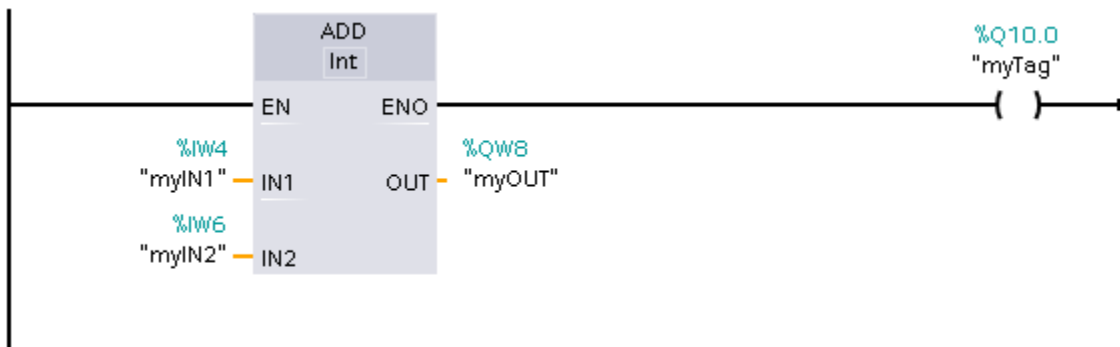 ADD
Int
%Q10.0
"myTag"
EN ENO
%IW4
"myIN1"
IN1 OUT
%QW8
"myOUT"
%IW6
"myIN2"
IN2